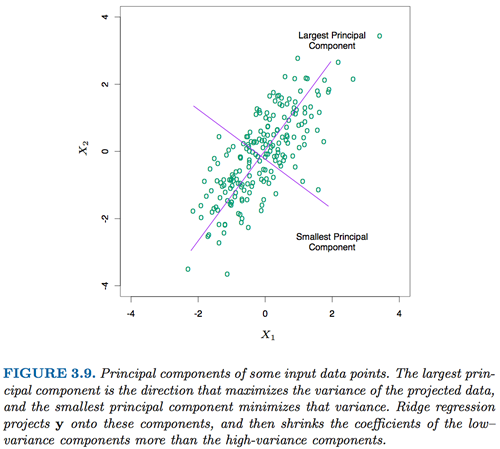 4
Largest Principal
Component
2
X2
0
-2
Smallest Principal
Component
-4
-4 -2 0 2 4
X1
FIGURE 3.9. Principal components of some input data points. The largest prin-
cipal component is the direction that maximizes the variance of the projected data,
and the smallest principal component minimizes that variance. Ridge regression
projects y onto these components, and then shrinks the coefficients of the low-
variance components more than the high-variance components.